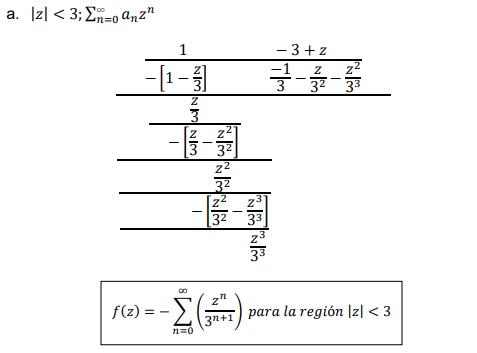 a. |z| < 3; ∑_{n=0}^{∞} a_n z^n
1 − 3 + z
−[1 − z/3] −1/3 − z/3² − z²/3³
z/3
−[z/3 − z²/3²]
z²/3²
−[z²/3² − z³/3³]
z³/3³
f(z) = − ∑_{n=0}^{∞} (z^n/3^{n+1}) para la región |z| < 3